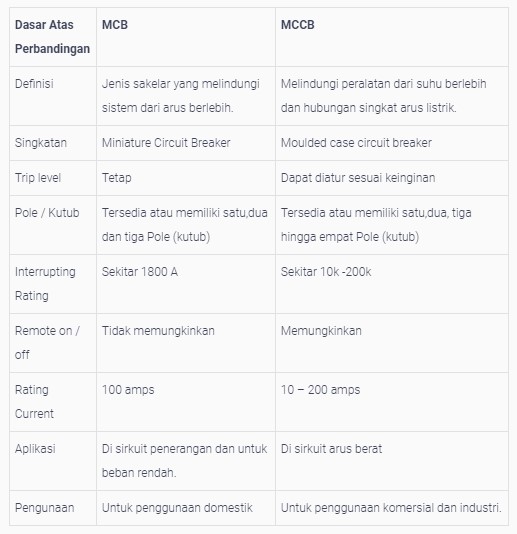 Dasar Atas Perbandingan MCB MCCB
Definisi Jenis sakelar yang melindungi sistem dari arus berlebih. Melindungi peralatan dari suhu berlebih dan hubungan singkat arus listrik.
Singkatan Miniature Circuit Breaker Moulded case circuit breaker
Trip level Tetap Dapat diatur sesuai keinginan
Pole / Kutub Tersedia atau memiliki satu,dua dan tiga Pole (kutub) Tersedia atau memiliki satu,dua, tiga hingga empat Pole (kutub)
Interrupting Rating Sekitar 1800 A Sekitar 10k -200k
Remote on / off Tidak memungkinkan Memungkinkan
Rating Current 100 amps 10 – 200 amps
Aplikasi Di sirkuit penerangan dan untuk beban rendah. Di sirkuit arus berat
Pengunaan Untuk penggunaan domestik Untuk penggunaan komersial dan industri.